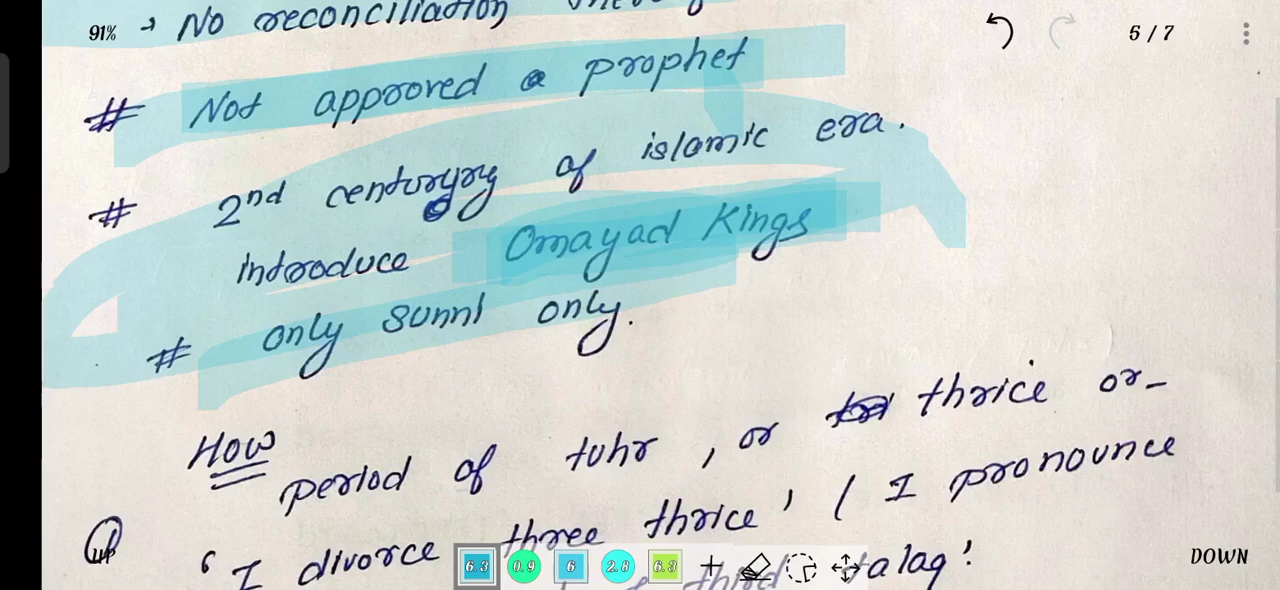 91%
→ No reconciliation
5 / 7
# Not approved a prophet
# 2nd centuryry of islamic era.
introduce Omayad Kings
# only sunni only.
How
period of tuhr, or thrice or-
UP
'I divorce three thrice' / I pronounce
third talaq!
6.3 0.9 6 2.8 6.3
DOWN